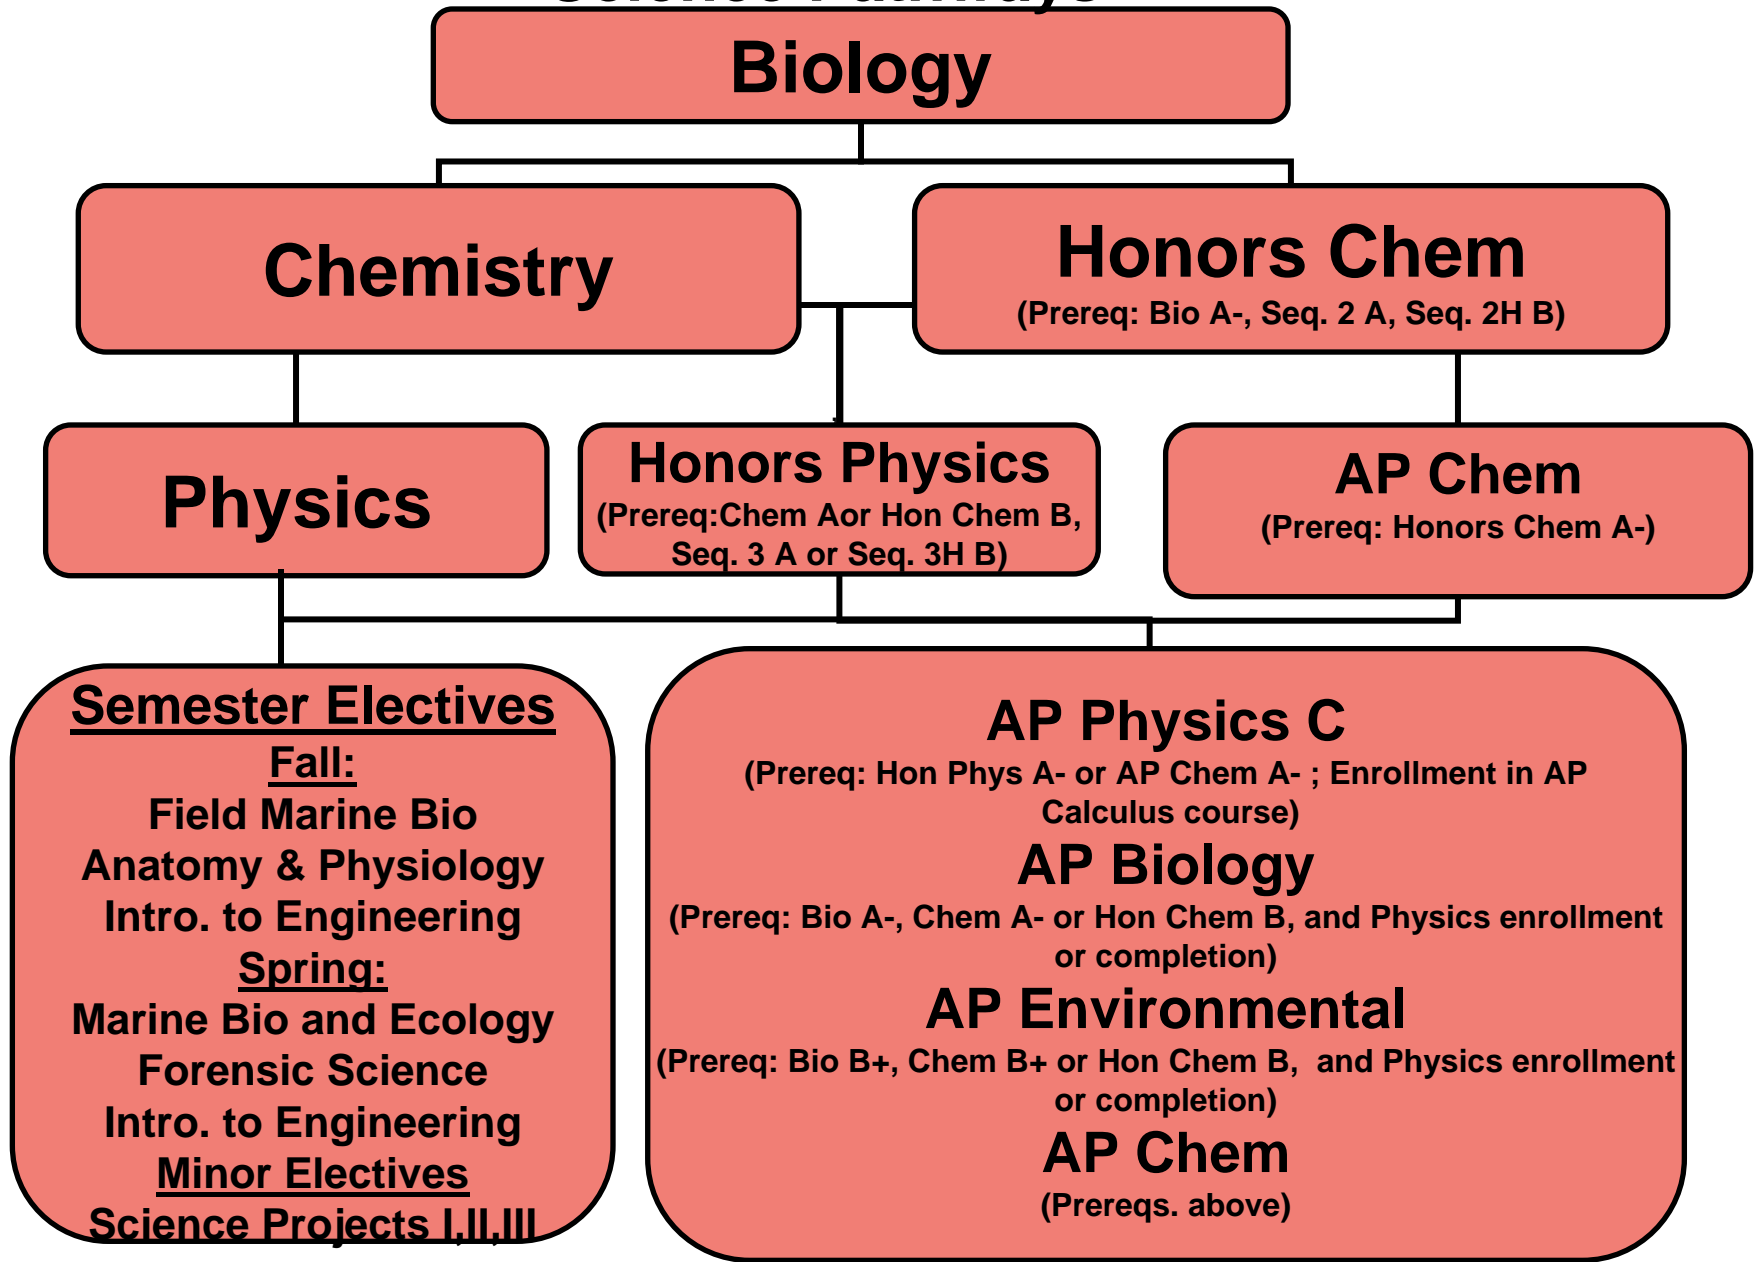 Biology
Chemistry
Honors Chem
(Prereq: Bio A-, Seq. 2 A, Seq. 2H B)
Physics
Honors Physics
(Prereq:Chem Aor Hon Chem B,
Seq. 3 A or Seq. 3H B)
AP Chem
(Prereq: Honors Chem A-)
Semester Electives
Fall:
Field Marine Bio
Anatomy & Physiology
Intro. to Engineering
Spring:
Marine Bio and Ecology
Forensic Science
Intro. to Engineering
Minor Electives
Science Projects I,II,III
AP Physics C
(Prereq: Hon Phys A- or AP Chem A- ; Enrollment in AP
Calculus course)
AP Biology
(Prereq: Bio A-, Chem A- or Hon Chem B, and Physics enrollment
or completion)
AP Environmental
(Prereq: Bio B+, Chem B+ or Hon Chem B,  and Physics enrollment
or completion)
AP Chem
(Prereqs. above)